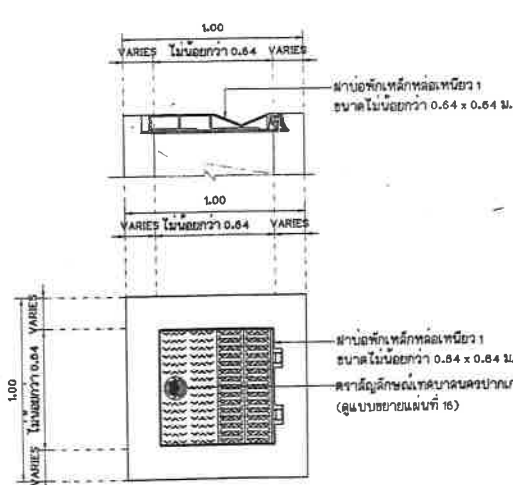 1.00
VARIES ไม่น้อยกว่า 0.64 VARIES
ฝาบ่อพักเหล็กหล่อเหนียว 1
ขนาดไม่น้อยกว่า 0.64 x 0.64 ม.
1.00
VARIES ไม่น้อยกว่า 0.64 VARIES
VARIES
ไม่น้อยกว่า 0.64
VARIES
1.00
ฝาบ่อพักเหล็กหล่อเหนียว 1
ขนาดไม่น้อยกว่า 0.64 x 0.64 ม.
ตราสัญลักษณ์เทศบาลนครปากเก
(ดูแบบขยายแผ่นที่ 16)